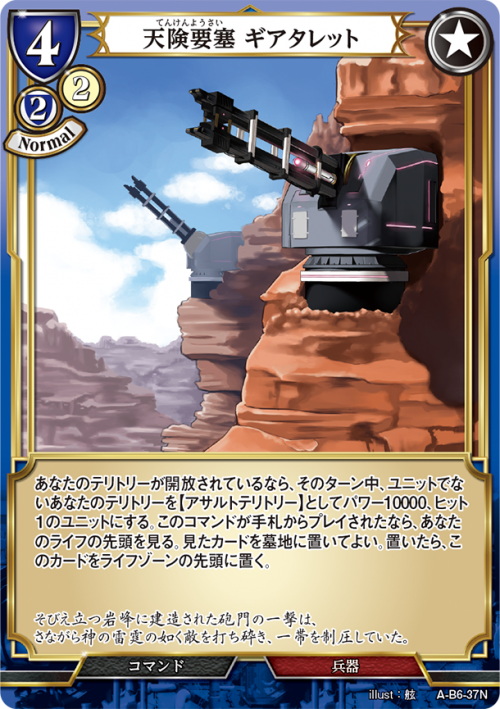 4
てんけんようさい
天険要塞 ギアタレット
2
2
Normal
あなたのテリトリーが開放されているなら、そのターン中、ユニットでな
いあなたのテリトリーを【アサルトテリトリー】としてパワー10000、ヒット
1のユニットにする。このコマンドが手札からプレイされたなら、あなた
のライフの先頭を見る。見たカードを墓地に置いてよい。置いたら、こ
のカードをライフゾーンの先頭に置く。
そびえ立つ岩峰に建造された砲門の一撃は、
さながら神の雷霆の如く敵を打ち砕き、一帯を制圧していた。
コマンド
兵器
illust：舷 A-B6-37N